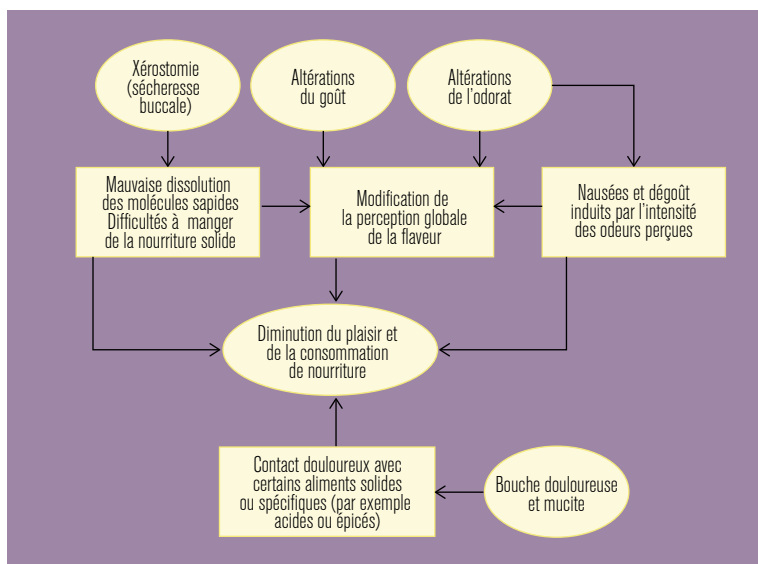 Xérostomie
(sécheresse
buccale)
Altérations
du goût
Altérations
de l'odorat
Mauvaise dissolution
des molécules sapides
Difficultés à manger
de la nourriture solide
Modification de
la perception globale
de la flaveur
Nausées et dégoût
induits par l'intensité
des odeurs perçues
Diminution du plaisir et
de la consommation
de nourriture
Contact douloureux avec
certains aliments solides
ou spécifiques (par exemple
acides ou épicés)
Bouche douloureuse
et mucite